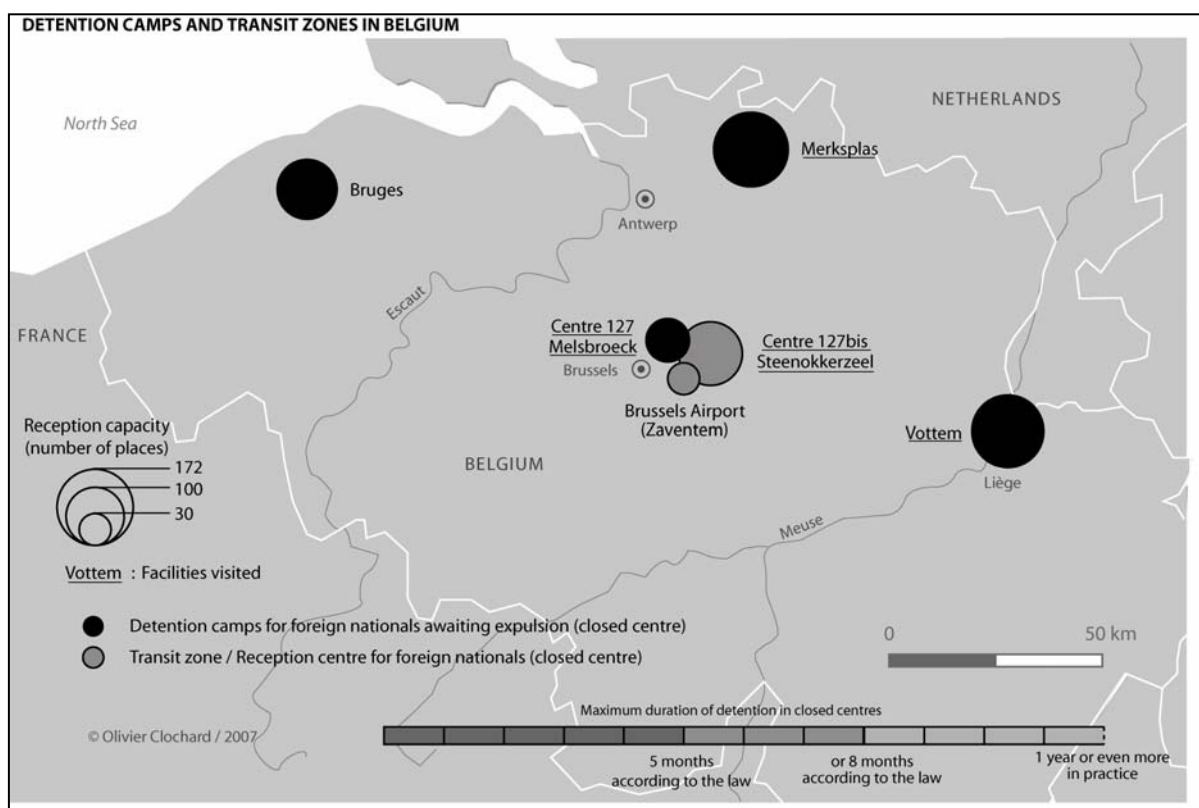 DETENTION CAMPS AND TRANSIT ZONES IN BELGIUM
NETHERLANDS
North Sea
Merksplas
Bruges
Antwerp
Escaut
FRANCE
Centre 127
Melsbroeck
Brussels
Centre 127bis
Steenokkerzeel
Brussels Airport
(Zaventem)
Reception capacity
(number of places)
172
100
30
Vottem
BELGIUM
Liège
Meuse
Vottem : Facilities visited
Detention camps for foreign nationals awaiting expulsion (closed centre)
Transit zone / Reception centre for foreign nationals (closed centre)
0 50 km
Maximum duration of detention in closed centres
© Olivier Clochard / 2007
5 months
according to the law
or 8 months
according to the law
1 year or even more
in practice